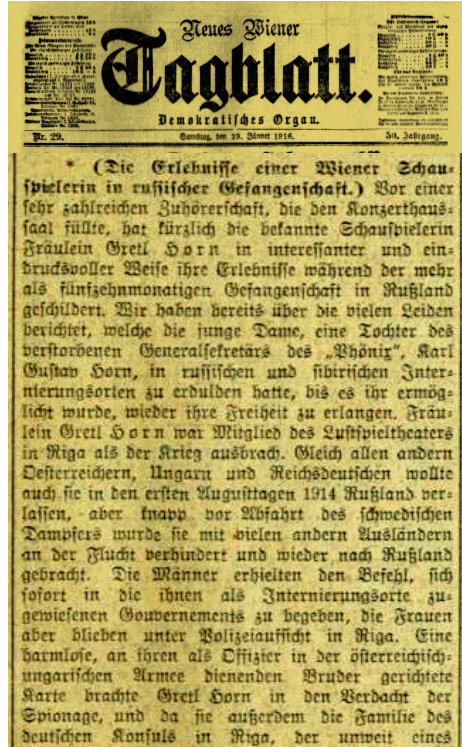 Neues Wiener
Tagblatt.
Demokratisches Organ.
Nr. 29.
Samstag, den 29. Jänner 1916.
50. Jahrgang.
* (Die Erlebnisse einer Wiener Schau-
spielerin in russischer Gefangenschaft.) Vor einer
sehr zahlreichen Zuhörerschaft, die den Konzerthaus-
saal füllte, hat kürzlich die bekannte Schauspielerin
Fräulein Gretl Horn in interessanter und ein-
drucksvoller Weise ihre Erlebnisse während der mehr
als fünfzehnmonatigen Gefangenschaft in Rußland
geschildert. Wir haben bereits über die vielen Leiden
berichtet, welche die junge Dame, eine Tochter des
verstorbenen Generalsekretärs des „Phönix“, Karl
Gustav Horn, in russischen und sibirischen Inter-
nierungsorten zu erdulden hatte, bis es ihr ermög-
licht wurde, wieder ihre Freiheit zu erlangen. Fräu-
lein Gretl Horn war Mitglied des Lustspieltheaters
in Riga als der Krieg ausbrach. Gleich allen andern
Oesterreichern, Ungarn und Reichsdeutschen wollte
auch sie in den ersten Augusttagen 1914 Rußland ver-
lassen, aber knapp vor Abfahrt des schwedischen
Dampfers wurde sie mit vielen andern Ausländern
an der Flucht verhindert und wieder nach Rußland
gebracht. Die Männer erhielten den Befehl, sich
sofort in die ihnen als Internierungsorte zu-
gewiesenen Gouvernements zu begeben, die Frauen
aber blieben unter Polizeiaufsicht in Riga. Eine
harmlose, an ihren als Offizier in der österreichisch-
ungarischen Armee dienenden Bruder gerichtete
Karte brachte Gretl Horn in den Verdacht der
Spionage, und da sie außerdem die Familie des
deutschen Konsuls in Riga, der unweit eines